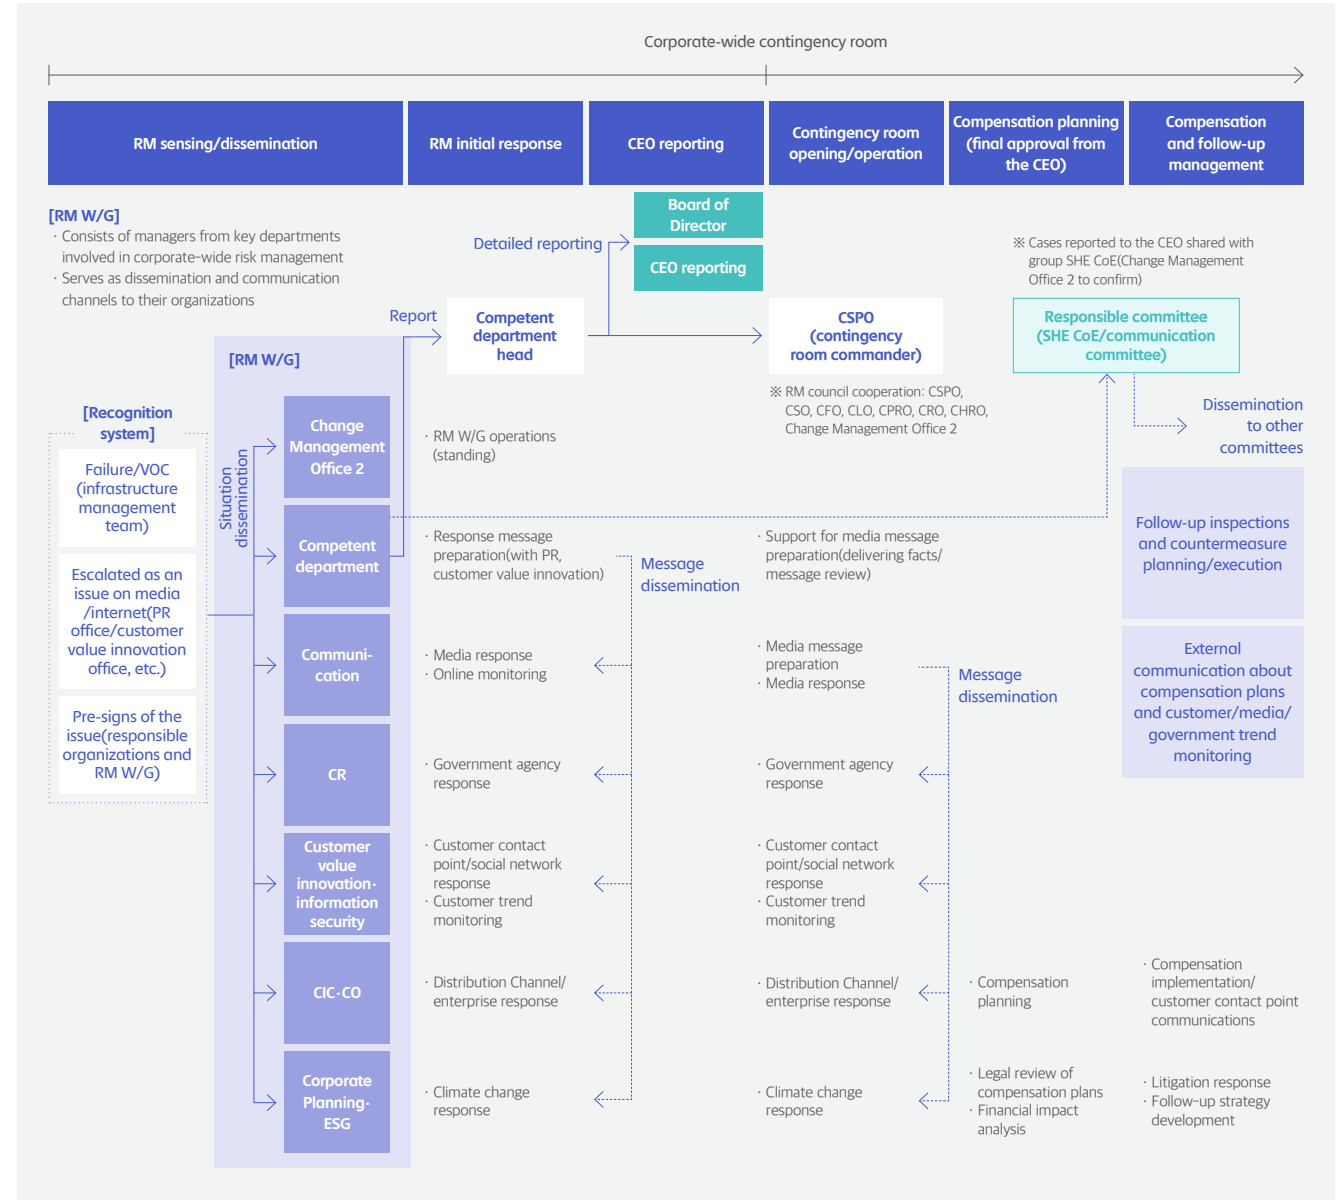 Corporate-wide contingency room
RM sensing/dissemination
RM initial response
CEO reporting
Contingency room
opening/operation
Compensation planning
(final approval from
the CEO)
Compensation
and follow-up
management
[RM W/G]
· Consists of managers from key departments
involved in corporate-wide risk management
· Serves as dissemination and communication
channels to their organizations
Detailed reporting
Board of
Director
CEO reporting
※ Cases reported to the CEO shared with
group SHE CoE(Change Management
Office 2 to confirm)
Report
Competent
department
head
CSPO
(contingency
room commander)
Responsible committee
(SHE CoE/communication
committee)
※ RM council cooperation: CSPO,
CSO, CFO, CLO, CPRO, CRO, CHRO,
Change Management Office 2
Dissemination
to other
committees
[RM W/G]
[Recognition
system]
Failure/VOC
(infrastructure
management
team)
Escalated as an
issue on media
/internet(PR
office/customer
value innovation
office, etc.)
Pre-signs of the
issue(responsible
organizations and
RM W/G)
Situation
dissemination
Change
Management
Office 2
· RM W/G operations
(standing)
Competent
department
· Response message
preparation(with PR,
customer value innovation)
Message
dissemination
· Support for media message
preparation(delivering facts/
message review)
Follow-up inspections
and countermeasure
planning/execution
Communi-
cation
· Media response
· Online monitoring
· Media message
preparation
· Media response
Message
dissemination
External
communication about
compensation plans
and customer/media/
government trend
monitoring
CR
· Government agency
response
· Government agency
response
Customer
value
innovation·
information
security
· Customer contact
point/social network
response
· Customer trend
monitoring
· Customer contact
point/social network
response
· Customer trend
monitoring
CIC·CO
· Distribution Channel/
enterprise response
· Distribution Channel/
enterprise response
· Compensation
planning
· Compensation
implementation/
customer contact point
communications
Corporate
Planning·
ESG
· Climate change
response
· Climate change
response
· Legal review of
compensation plans
· Financial impact
analysis
· Litigation response
· Follow-up strategy
development